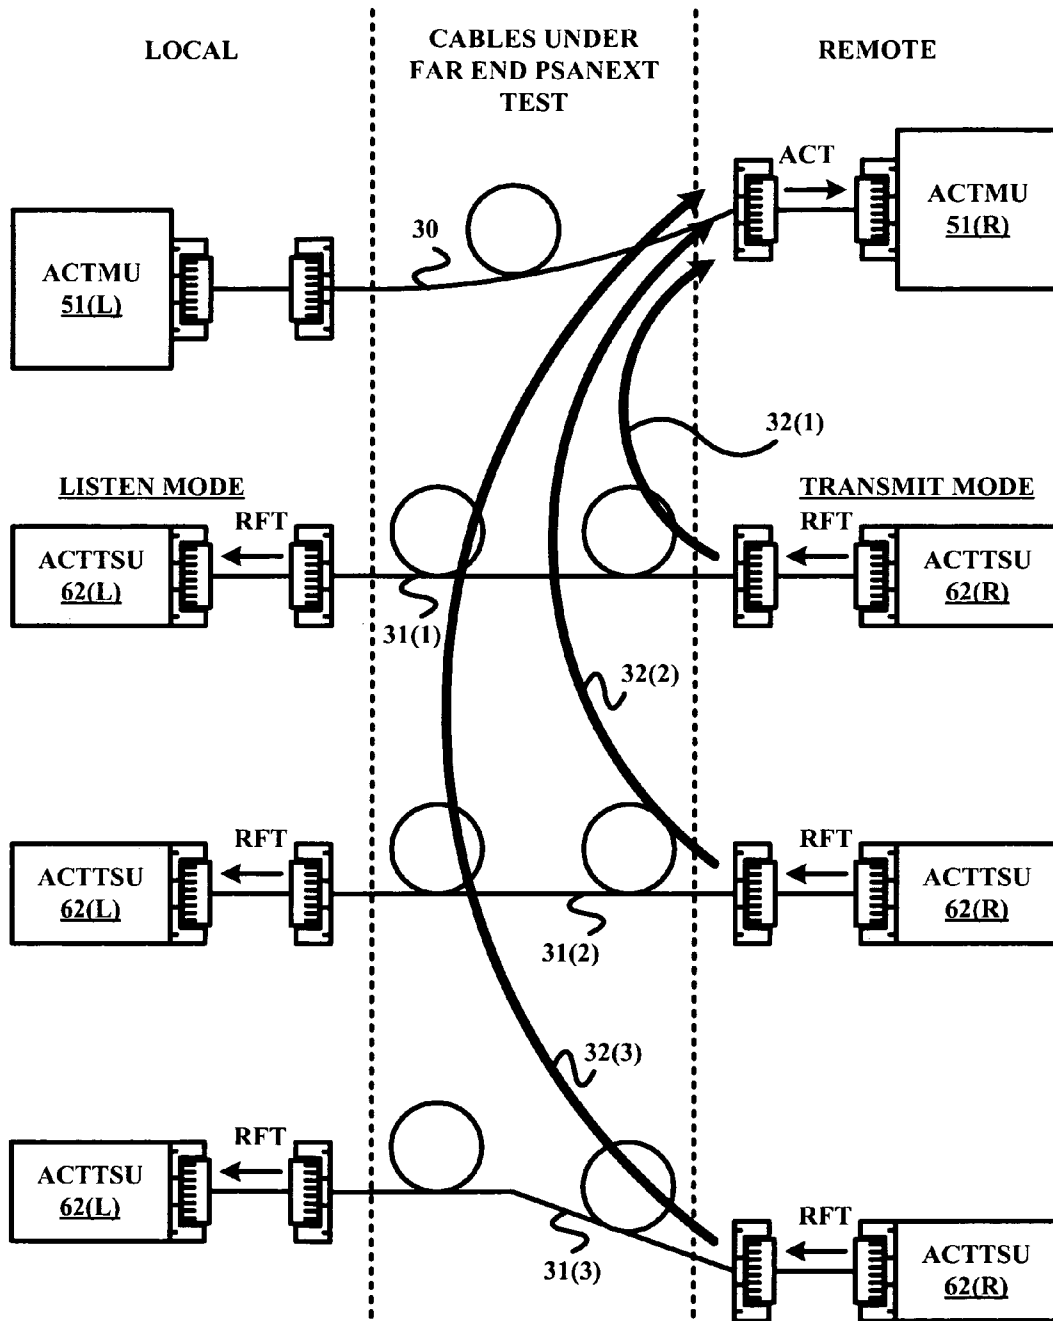 LOCAL
CABLES UNDER
FAR END PSANEXT
TEST
REMOTE
ACT
ACTMU
51(R)
30
ACTMU
51(L)
32(1)
LISTEN MODE
TRANSMIT MODE
RFT
RFT
ACTTSU
62(L)
ACTTSU
62(R)
31(1)
32(2)
RFT
RFT
ACTTSU
62(L)
ACTTSU
62(R)
31(2)
32(3)
RFT
ACTTSU
62(L)
RFT
31(3)
ACTTSU
62(R)